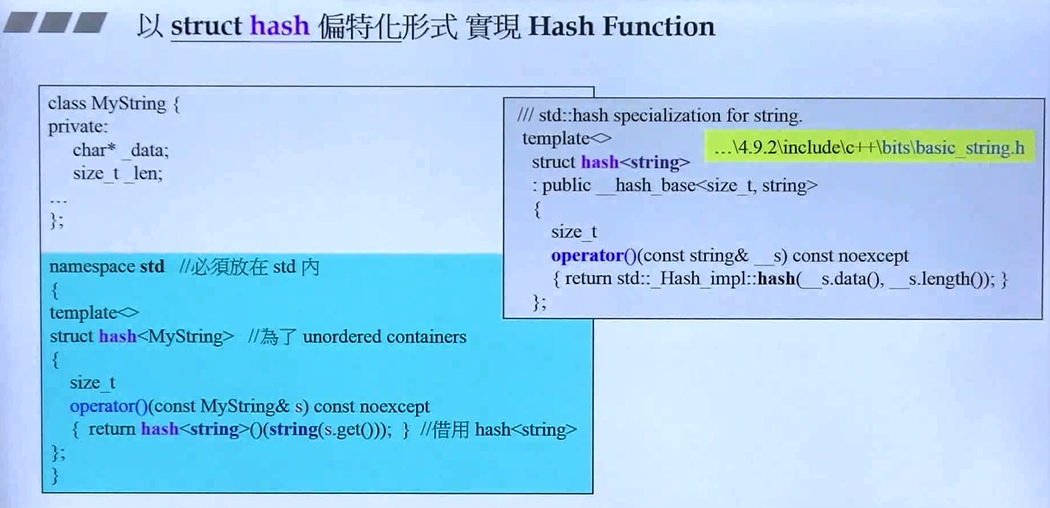 以 struct hash 偏特化形式 實現 Hash Function
class MyString {
private:
char* _data;
size_t _len;
...
};
namespace std //必須放在 std 內
{
template<>
struct hash<MyString> //為了 unordered containers
{
size_t
operator()(const MyString& s) const noexcept
{ return hash<string>()(string(s.get())); } //借用 hash<string>
};
}
/// std::hash specialization for string.
template<>
…\4.9.2\include\c++\bits\basic_string.h
struct hash<string>
: public __hash_base<size_t, string>
{
size_t
operator()(const string& __s) const noexcept
{ return std::_Hash_impl::hash(__s.data(), __s.length()); }
};